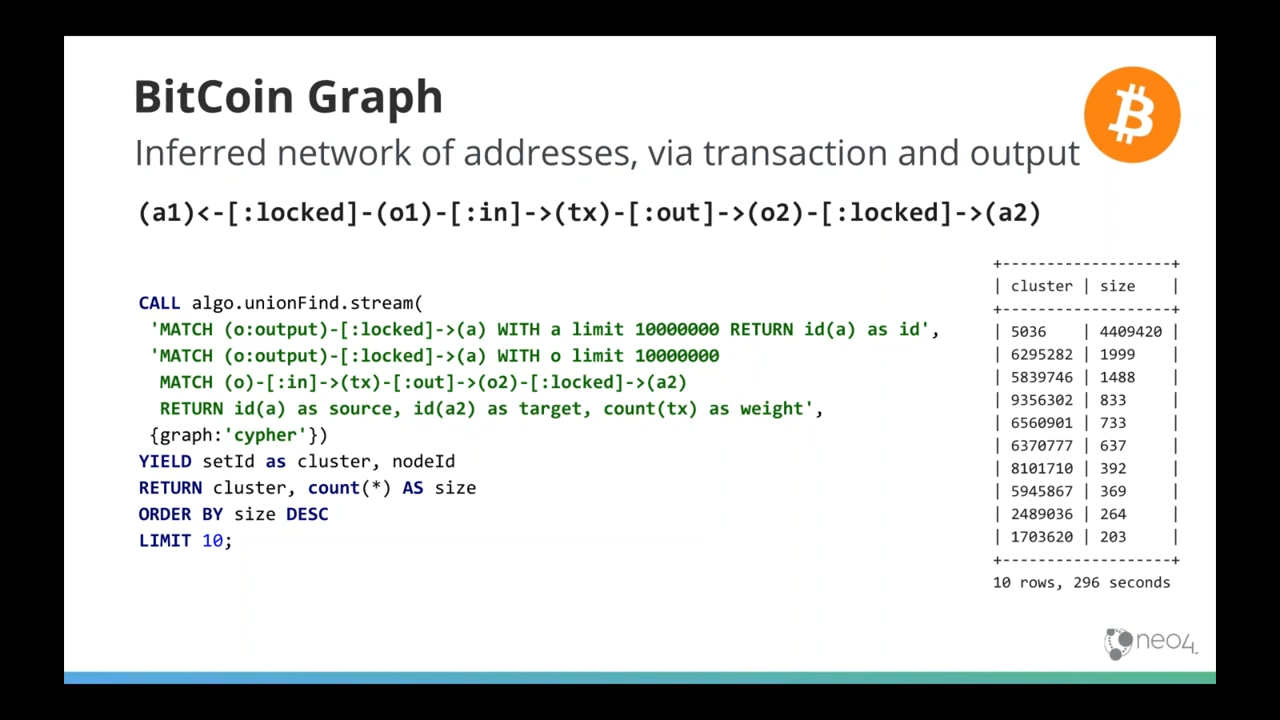 BitCoin Graph
Inferred network of addresses, via transaction and output
(a1)<-[:locked]-(o1)-[:in]->(tx)-[:out]->(o2)-[:locked]->(a2)
CALL algo.unionFind.stream(
'MATCH (o:output)-[:locked]->(a) WITH a limit 10000000 RETURN id(a) as id',
'MATCH (o:output)-[:locked]->(a) WITH o limit 10000000
MATCH (o)-[:in]->(tx)-[:out]->(o2)-[:locked]->(a2)
RETURN id(a) as source, id(a2) as target, count(tx) as weight',
{graph:'cypher'})
YIELD setId as cluster, nodeId
RETURN cluster, count(*) AS size
ORDER BY size DESC
LIMIT 10;
+-------------------+
| cluster | size    |
+-------------------+
| 5036    | 4409420 |
| 6295282 | 1999    |
| 5839746 | 1488    |
| 9356302 | 833     |
| 6560901 | 733     |
| 6370777 | 637     |
| 8101710 | 392     |
| 5945867 | 369     |
| 2489036 | 264     |
| 1703620 | 203     |
+-------------------+
10 rows, 296 seconds
neo4j